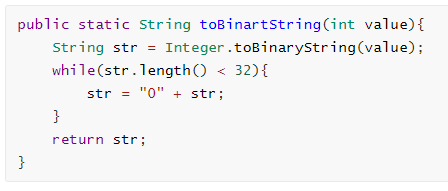 public static String toBinartString(int value){
    String str = Integer.toBinaryString(value);
    while(str.length() < 32){
        str = "0" + str;
    }
    return str;
}